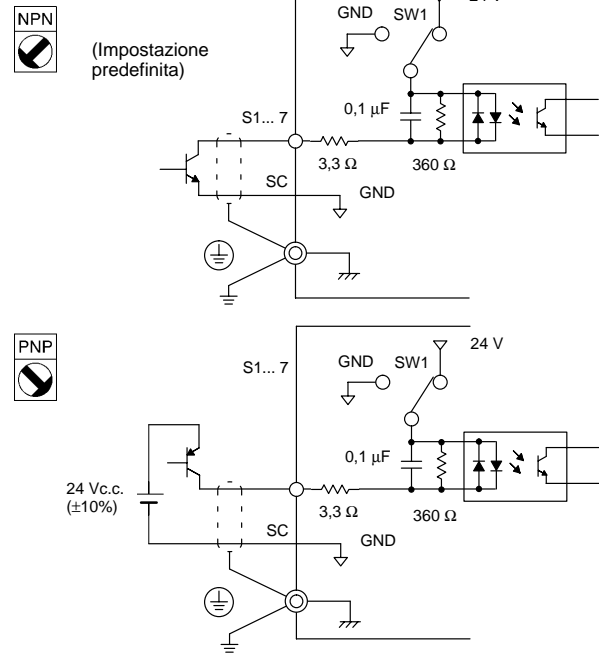 NPN
(Impostazione
predefinita)
GND
SW1
S1... 7
0,1 µF
3,3 Ω
360 Ω
SC
GND
PNP
24 V
GND
SW1
S1... 7
0,1 µF
24 Vc.c.
(±10%)
3,3 Ω
360 Ω
SC
GND